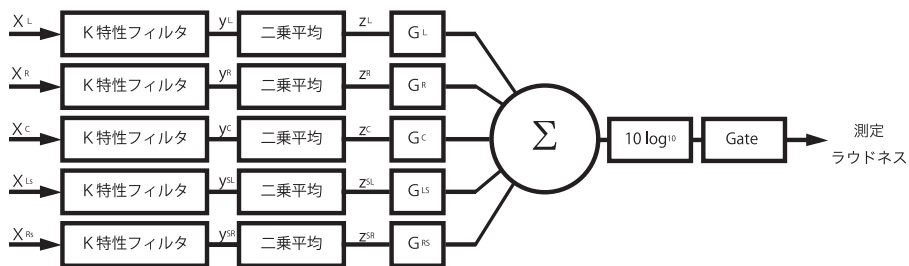 XL K特性フィルタ yL 二乗平均 zL GL
XR K特性フィルタ yR 二乗平均 zR GR
XC K特性フィルタ yC 二乗平均 zC GC
XLs K特性フィルタ ySL 二乗平均 zSL GLS
XRs K特性フィルタ ySR 二乗平均 zSR GRS
Σ
10 log10
Gate
測定
ラウドネス